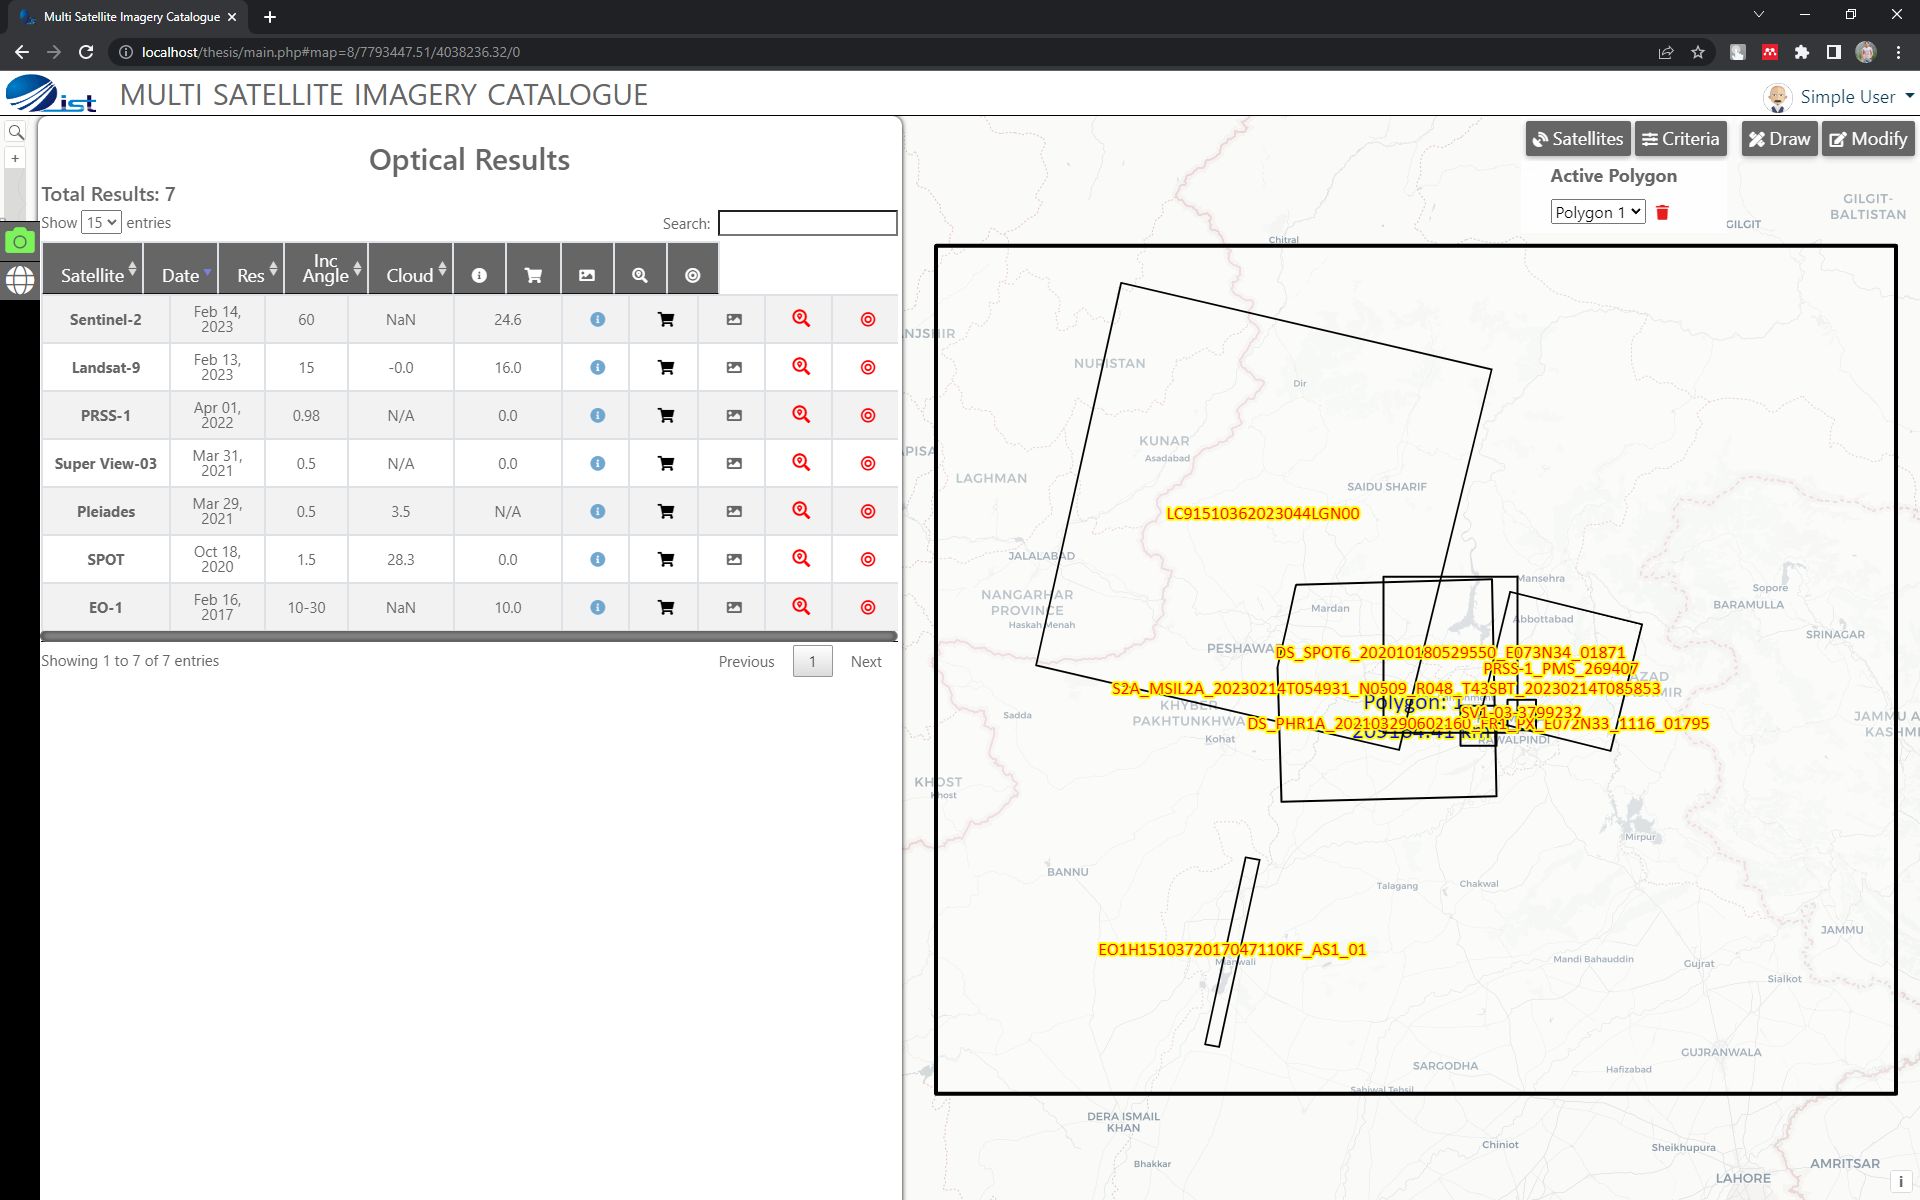 Multi Satellite Imagery Catalogue
localhost/thesis/main.php#map=8/7793447.51/4038236.32/0
ist
MULTI SATELLITE IMAGERY CATALOGUE
Simple User
Optical Results
Total Results: 7
Show 15 entries
Search:
Satellite Date Res Inc Angle Cloud
Sentinel-2 Feb 14, 2023 60 NaN 24.6
Landsat-9 Feb 13, 2023 15 -0.0 16.0
PRSS-1 Apr 01, 2022 0.98 N/A 0.0
Super View-03 Mar 31, 2021 0.5 N/A 0.0
Pleiades Mar 29, 2021 0.5 3.5 N/A
SPOT Oct 18, 2020 1.5 28.3 0.0
EO-1 Feb 16, 2017 10-30 NaN 10.0
Showing 1 to 7 of 7 entries
Previous 1 Next
Satellites Criteria Draw Modify
Active Polygon
Polygon 1
GILGIT-
BALTISTAN
GILGIT
Chitral
NJSHIR
NURISTAN
Dir
KUNAR
Asadabad
APISA
LAGHMAN
SAIDU SHARIF
LC91510362023044LGN00
JALALABAD
Mansehra
Sopore
NANGARHAR
PROVINCE
Haskah Menah
Mardan
BARAMULLA
Abbottabad
SRINAGAR
PESHAWA
DS_SPOT6_202010180529550_E073N34_01871
PRSS-1_PMS_269407
AZAD
S2A_MSIL2A_20230214T054931_N0509_R048_T43SBT_20230214T085853
MIR
KHYBER
PAKHTUNKHWA
Polygon: 1
SV1-03-3799232
Sadda
JAMMU A
KASHM
DS_PHR1A_202103290602160_FR1_PX_E072N33_1116_01795
Kohat
RAWALPINDI
KHOST
Khost
Mirpur
BANNU
Talagang
Chakwal
JAMMU
EO1H1510372017047110KF_AS1_01
Mianwali
Mandi Bahauddin
Gujrat
Sialkot
GUJRANWALA
SARGODHA
Hafizabad
Sahiwal Tehsil
DERA ISMAIL
KHAN
Chiniot
Sheikhupura
Bhakkar
AMRITSAR
LAHORE